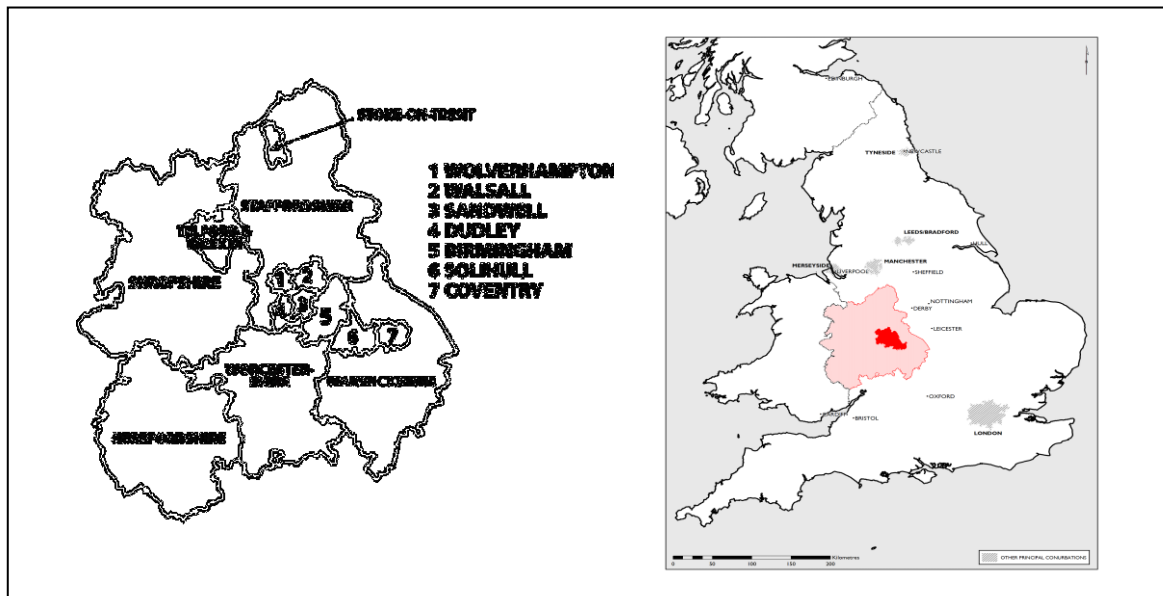 STOKE-ON-TRENT
1 WOLVERHAMPTON
2 WALSALL
3 SANDWELL
4 DUDLEY
5 BIRMINGHAM
6 SOLIHULL
7 COVENTRY
STAFFORDSHIRE
TELFORD &
WREKIN
SHROPSHIRE
1
2
4
3
5
6
7
WORCESTER-
SHIRE
WARWICKSHIRE
HEREFORDSHIRE
EDINBURGH
TYNESIDE
NEWCASTLE
LEEDS/BRADFORD
HULL
MANCHESTER
MERSEYSIDE
LIVERPOOL
SHEFFIELD
NOTTINGHAM
DERBY
LEICESTER
OXFORD
CARDIFF
BRISTOL
LONDON
Kilometres
0 50 100 150 200
OTHER PRINCIPAL CONURBATIONS